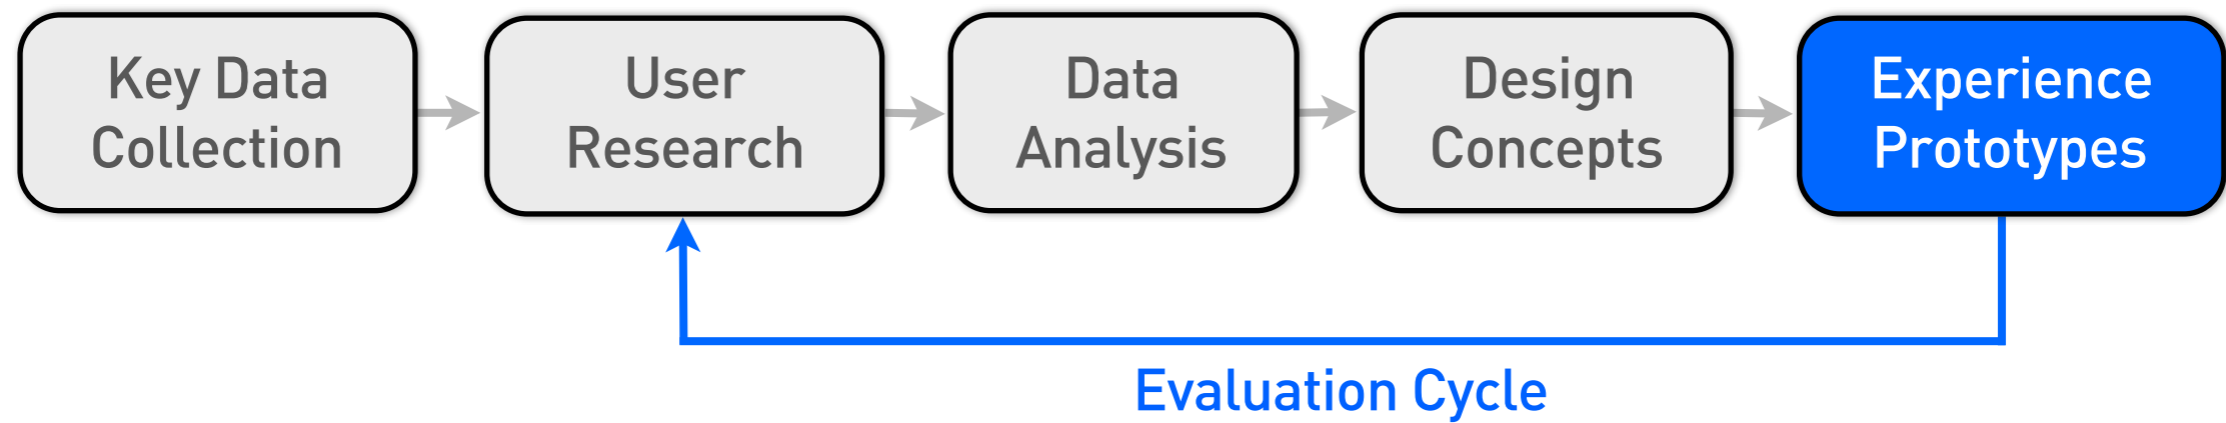 Key Data
Collection
User
Research
Data
Analysis
Design
Concepts
Experience
Prototypes
Evaluation Cycle